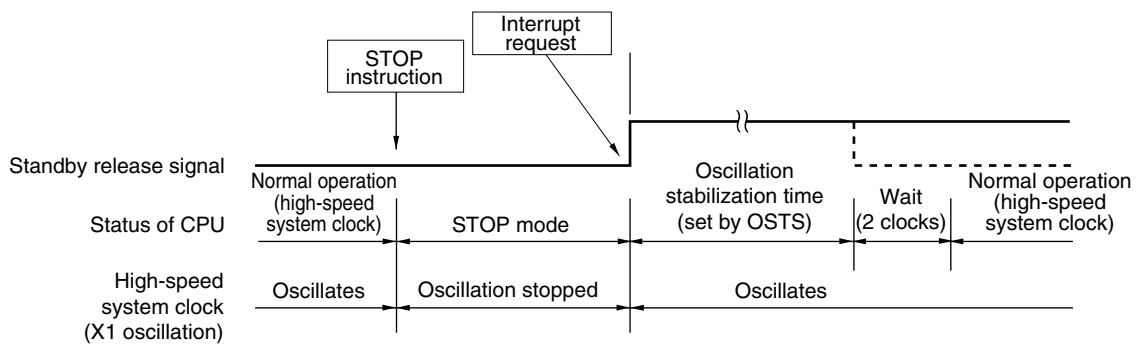 Interrupt
request
STOP
instruction
Standby release signal
Normal operation
(high-speed
system clock)
Oscillation
stabilization time
(set by OSTS)
Normal operation
(high-speed
system clock)
Wait
(2 clocks)
Status of CPU
STOP mode
High-speed
system clock
(X1 oscillation)
Oscillates
Oscillation stopped
Oscillates